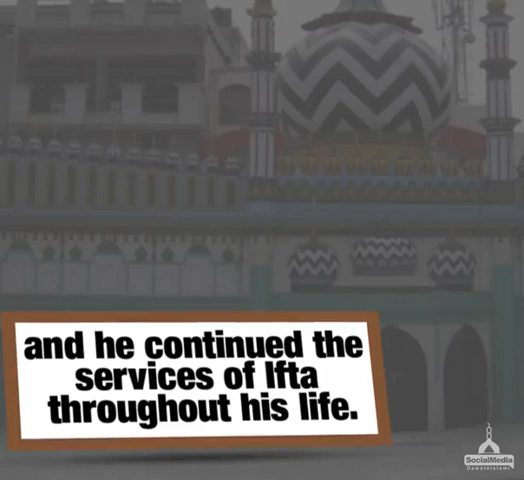 and he continued the
services of Ifta
throughout his life.
SocialMedia
Dawateislami